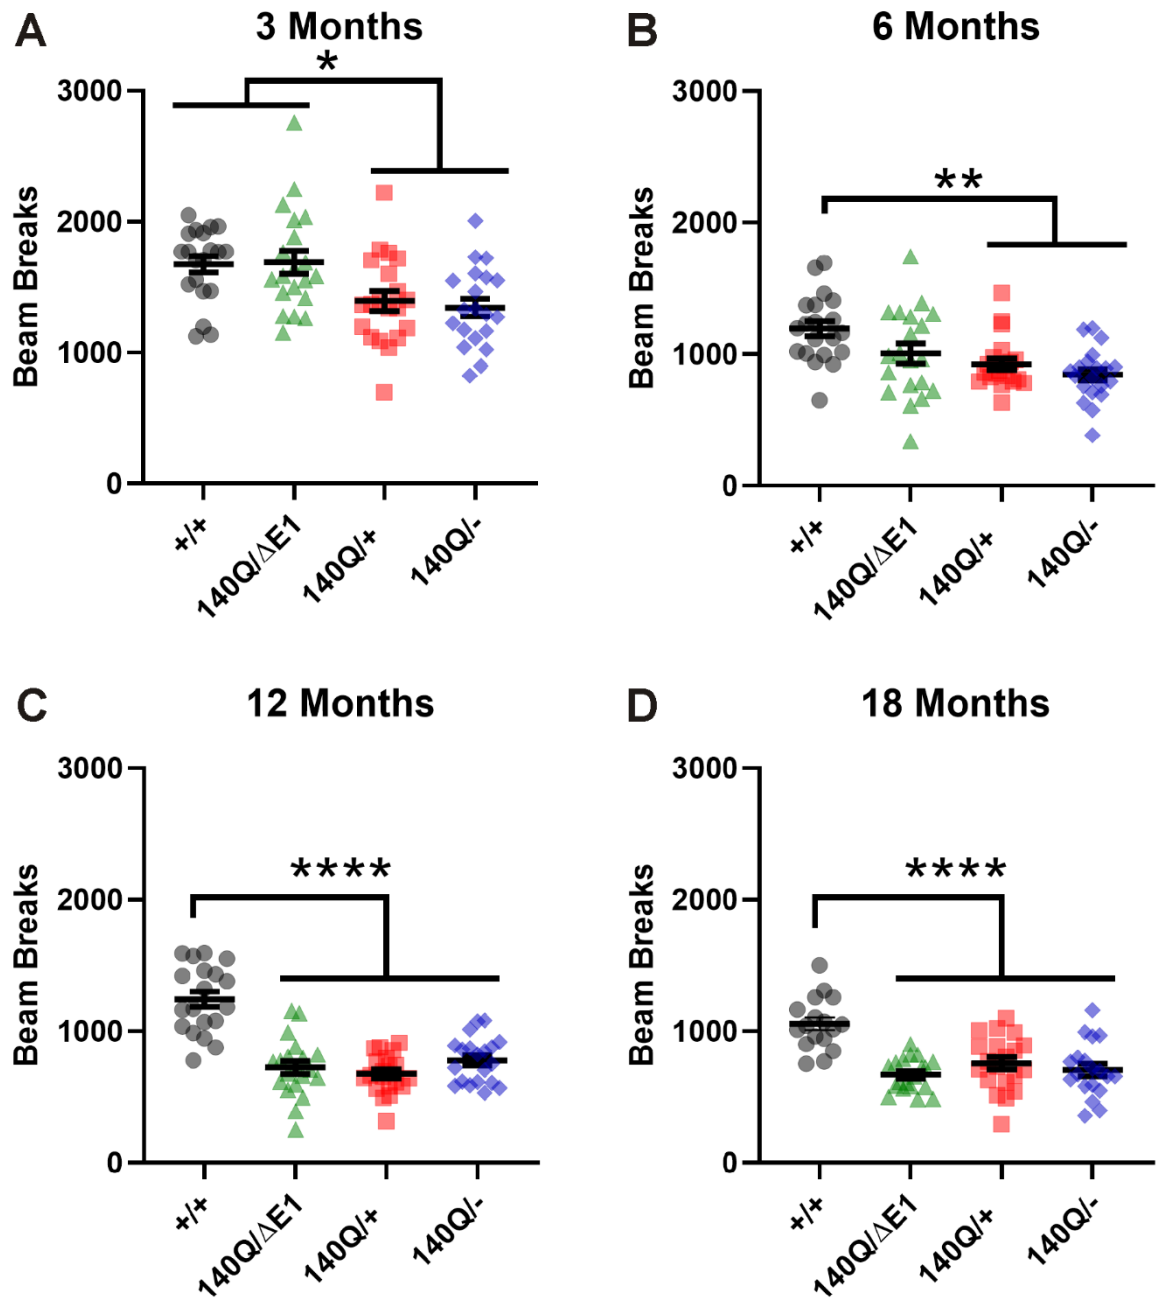 A
3 Months
*
3000
2000
1000
0
Beam Breaks
+/+
140Q/ΔE1
140Q/+
140Q/-
B
6 Months
**
3000
2000
1000
0
Beam Breaks
+/+
140Q/ΔE1
140Q/+
140Q/-
C
12 Months
****
3000
2000
1000
0
Beam Breaks
+/+
140Q/ΔE1
140Q/+
140Q/-
D
18 Months
****
3000
2000
1000
0
Beam Breaks
+/+
140Q/ΔE1
140Q/+
140Q/-